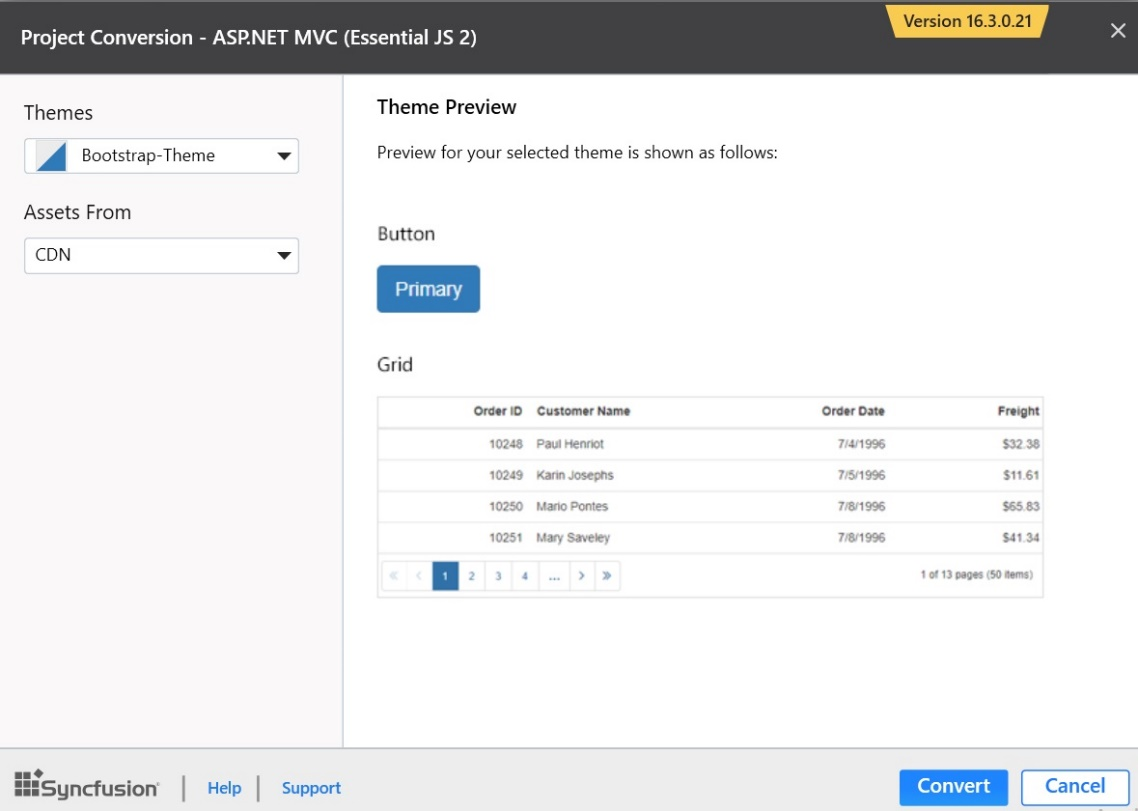 Version 16.3.0.21
Project Conversion - ASP.NET MVC (Essential JS 2)
Themes
Bootstrap-Theme
Assets From
CDN
Theme Preview
Preview for your selected theme is shown as follows:
Button
Primary
Grid
Order ID Customer Name Order Date Freight
10248 Paul Henriot 7/4/1996 $32.38
10249 Karin Josephs 7/5/1996 $11.61
10250 Mario Pontes 7/8/1996 $65.83
10251 Mary Saveley 7/8/1996 $41.34
« < 1 2 3 4 ... > » 1 of 13 pages (50 items)
Syncfusion | Help | Support Convert Cancel